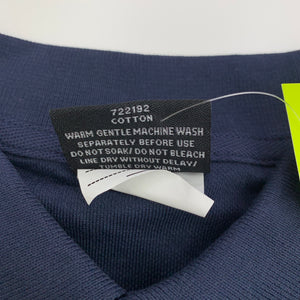 722192
COTTON
WARM GENTLE MACHINE WASH
SEPARATELY BEFORE USE
DO NOT SOAK/ DO NOT BLEACH
LINE DRY WITHOUT DELAY/
TUMBLE DRY WARM